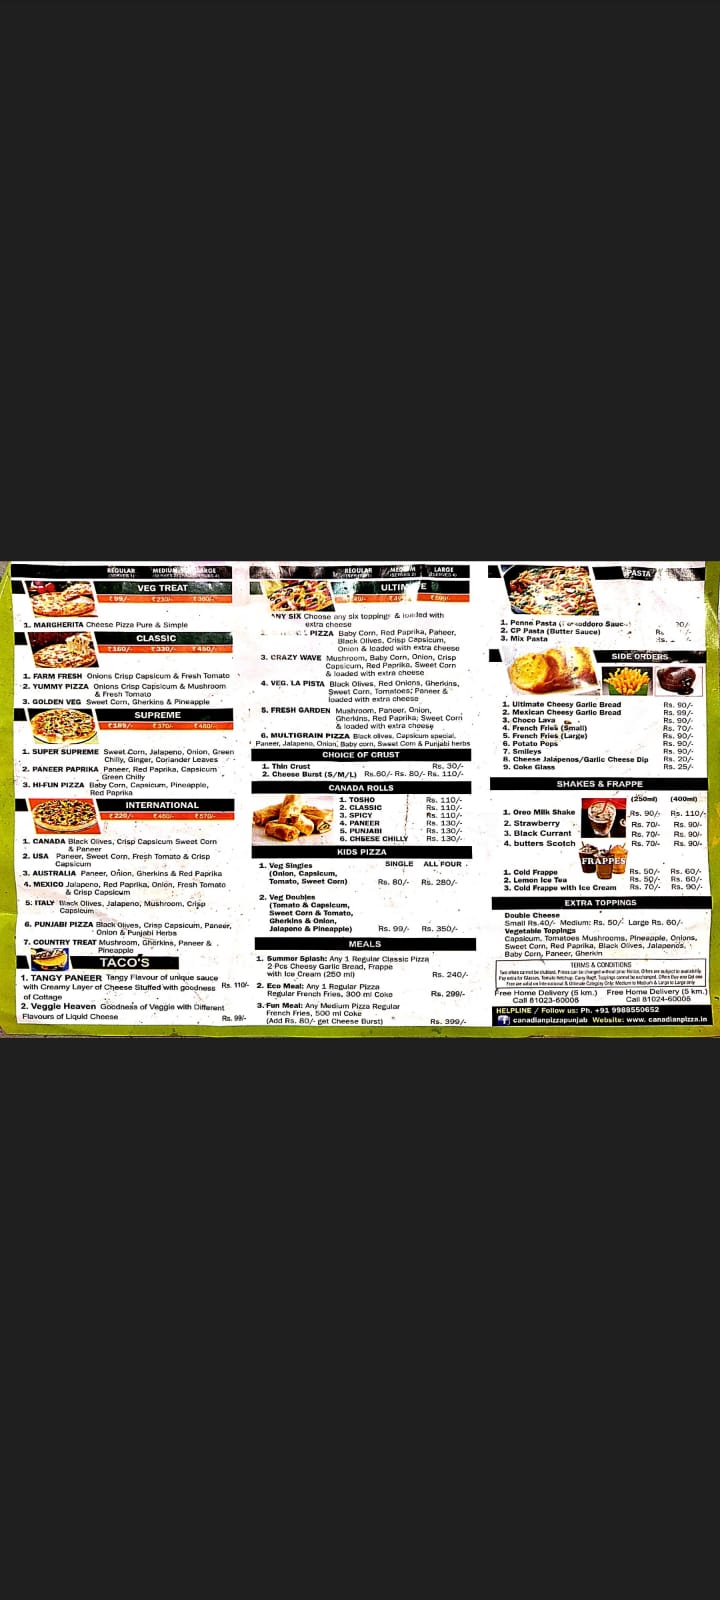 REGULAR MEDIUM LARGE
(SERVES 1)
VEG TREAT
₹99/- ₹230/- ₹360/-
1. MARGHERITA Cheese Pizza Pure & Simple
CLASSIC
₹160/- ₹330/- ₹450/-
1. FARM FRESH Onions Crisp Capsicum & Fresh Tomato
2. YUMMY PIZZA Onions Crisp Capsicum & Mushroom
& Fresh Tomato
3. GOLDEN VEG Sweet Corn, Gherkins & Pineapple
SUPREME
₹189/- ₹370/- ₹480/-
1. SUPER SUPREME Sweet Corn, Jalapeno, Onion, Green
Chilly, Ginger, Coriander Leaves
2. PANEER PAPRIKA Paneer, Red Paprika, Capsicum
Green Chilly
3. HI-FUN PIZZA Baby Corn, Capsicum, Pineapple,
Red Paprika
INTERNATIONAL
₹220/- ₹460/- ₹570/-
1. CANADA Black Olives, Crisp Capsicum Sweet Corn
& Paneer
2. USA Paneer, Sweet Corn, Fresh Tomato & Crisp
Capsicum
3. AUSTRALIA Paneer, Onion, Gherkins & Red Paprika
4. MEXICO Jalapeno, Red Paprika, Onion, Fresh Tomato
& Crisp Capsicum
5: ITALY Black Olives, Jalapeno, Mushroom, Crisp
Capsicum
6. PUNJABI PIZZA Black Olives, Crisp Capsicum, Paneer,
Onion & Punjabi Herbs
7. COUNTRY TREAT Mushroom, Gherkins, Paneer &
Pineapple
TACO'S
1. TANGY PANEER Tangy Flavour of unique sauce
with Creamy Layer of Cheese Stuffed with goodness Rs. 110/-
of Cottage
2. Veggie Heaven Goodness of Veggie with Different
Flavours of Liquid Cheese Rs. 99/-
REGULAR MEDIUM LARGE
(SERVES 2) (SERVES 4)
ANY SIX Choose any six toppings & loaded with
extra cheese
PIZZA Baby Corn, Red Paprika, Paneer,
Black Olives, Crisp Capsicum,
Onion & loaded with extra cheese
3. CRAZY WAVE Mushroom, Baby Corn, Onion, Crisp
Capsicum, Red Paprika, Sweet Corn
& loaded with extra cheese
4. VEG. LA PISTA Black Olives, Red Onions, Gherkins,
Sweet Corn, Tomatoes, Paneer &
loaded with extra cheese
5. FRESH GARDEN Mushroom, Paneer, Onion,
Gherkins, Red Paprika, Sweet Corn
& loaded with extra cheese
6. MULTIGRAIN PIZZA Black olives, Capsicum special,
Paneer, Jalapeno, Onion, Baby corn, Sweet Corn & Punjabi herbs
CHOICE OF CRUST
1. Thin Crust Rs. 30/-
2. Cheese Burst (S/M/L) Rs.60/- Rs. 80/- Rs. 110/-
CANADA ROLLS
1. TOSHO Rs. 110/-
2. CLASSIC Rs. 110/-
3. SPICY Rs. 110/-
4. PANEER Rs. 130/-
5. PUNJABI Rs. 130/-
6. CHEESE CHILLY Rs. 130/-
KIDS PIZZA
1. Veg Singles SINGLE ALL FOUR
(Onion, Capsicum,
Tomato, Sweet Corn) Rs. 80/- Rs. 280/-
2. Veg Doubles
(Tomato & Capsicum,
Sweet Corn & Tomato,
Gherkins & Onion,
Jalapeno & Pineapple) Rs. 99/- Rs. 350/-
MEALS
1. Summer Splash: Any 1 Regular Classic Pizza
2-Pcs Cheesy Garlic Bread, Frappe
with Ice Cream (250 ml) Rs. 240/-
2. Eco Meal: Any 1 Regular Pizza
Regular French Fries, 300 ml Coke Rs. 299/-
3. Fun Meal: Any Medium Pizza Regular
French Fries, 500 ml Coke
(Add Rs. 80/- get Cheese Burst) Rs. 399/-
PASTA
1. Penne Pasta
2. CP Pasta (Butter Sauce) Rs.
3. Mix Pasta
SIDE ORDERS
1. Ultimate Cheesy Garlic Bread Rs. 90/-
2. Mexican Cheesy Garlic Bread Rs. 99/-
3. Choco Lava Rs. 90/-
4. French Fries (Small) Rs. 70/-
5. French Fries (Large) Rs. 90/-
6. Potato Pops Rs. 90/-
7. Smileys Rs. 90/-
8. Cheese Jalapenos/Garlic Cheese Dip Rs. 20/-
9. Coke Glass Rs. 25/-
SHAKES & FRAPPE
(250ml) (400ml)
1. Oreo Milk Shake Rs. 90/- Rs. 110/-
2. Strawberry Rs. 70/- Rs. 90/-
3. Black Currant Rs. 70/- Rs. 90/-
4. butters Scotch Rs. 70/- Rs. 90/-
FRAPPES
1. Cold Frappe Rs. 50/- Rs. 60/-
2. Lemon Ice Tea Rs. 50/- Rs. 60/-
3. Cold Frappe with Ice Cream Rs. 70/- Rs. 90/-
EXTRA TOPPINGS
Double Cheese
Small Rs.40/- Medium: Rs. 50/- Large Rs. 60/-
Vegetable Toppings
Capsicum, Tomatoes Mushrooms, Pineapple, Onions,
Sweet Corn, Red Paprika, Black Olives, Jalapenos,
Baby Corn, Paneer, Gherkin
TERMS & CONDITIONS
Free Home Delivery (5 km.) Free Home Delivery (5 km.)
Call 81023-60006 Call 81024-60006
HELPLINE / Follow us: Ph. +91 9988550652
canadianpizzapunjab Website: www. canadianpizza.in